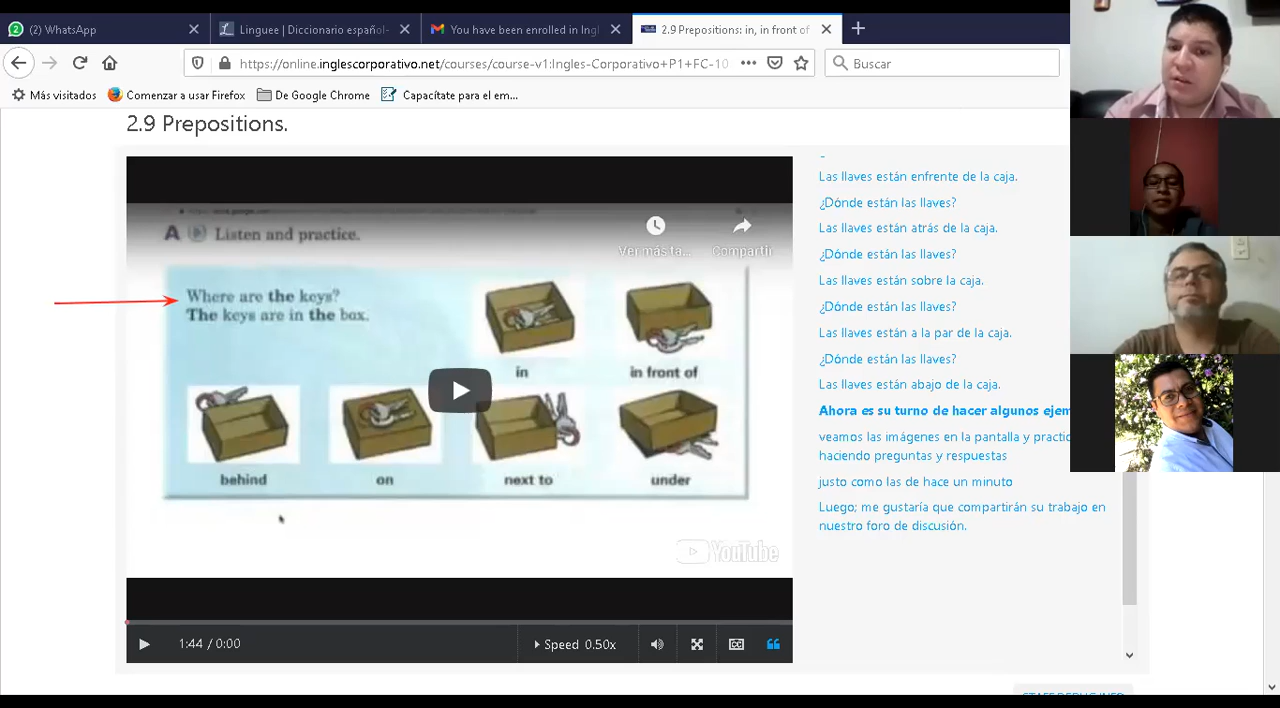 (2) WhatsApp
Linguee | Diccionario español-
You have been enrolled in Ingl
2.9 Prepositions: in, in front of
https://online.inglescorporativo.net/courses/course-v1:Ingles-Corporativo+P1+FC-10
Buscar
Más visitados
Comenzar a usar Firefox
De Google Chrome
Capacítate para el em...
2.9 Prepositions.
A Listen and practice.
Ver más ta...
Compartir
Where are the keys?
The keys are in the box.
in
in front of
behind
on
next to
under
YouTube
1:44 / 0:00
Speed 0.50x
Las llaves están enfrente de la caja.
¿Dónde están las llaves?
Las llaves están atrás de la caja.
¿Dónde están las llaves?
Las llaves están sobre la caja.
¿Dónde están las llaves?
Las llaves están a la par de la caja.
¿Dónde están las llaves?
Las llaves están abajo de la caja.
Ahora es su turno de hacer algunos ejem
veamos las imágenes en la pantalla y practic
haciendo preguntas y respuestas
justo como las de hace un minuto
Luego; me gustaría que compartirán su trabajo en
nuestro foro de discusión.
STAFF DEBUG INFO